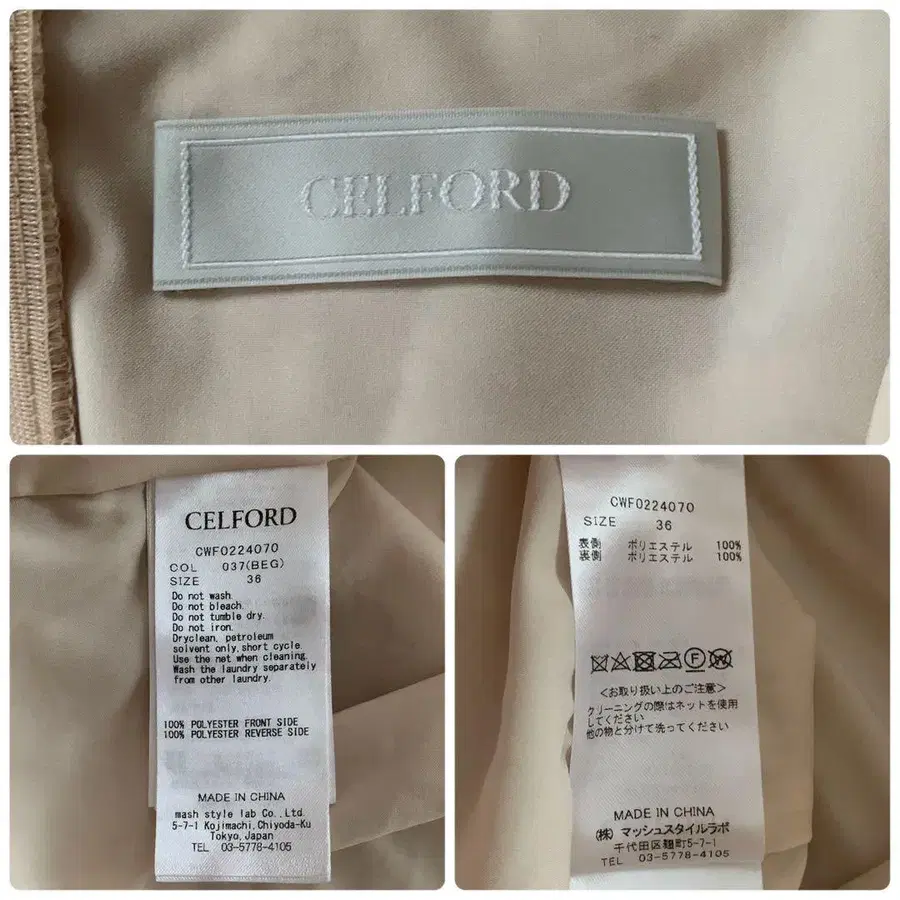 CELFORD
CELFORD
CWF0224070
COL 037(BEG)
SIZE 36
Do not wash.
Do not bleach.
Do not tumble dry.
Do not iron.
Dryclean, petroleum
solvent only, short cycle.
Use the net when cleaning.
Wash the laundry separately
from other laundry.
100% POLYESTER FRONT SIDE
100% POLYESTER REVERSE SIDE
MADE IN CHINA
mash style lab Co., Ltd.
5-7-1 Kojimachi, Chiyoda-Ku
Tokyo, Japan
TEL 03-5778-4105
CWF0224070
SIZE 36
表側 ポリエステル 100%
裏側 ポリエステル 100%
<お取り扱い上のご注意>
クリーニングの際はネットを使用
してください
他の物と分けて洗ってください
MADE IN CHINA
(株) マッシュスタイルラボ
千代田区麹町5-7-1
TEL 03-5778-4105